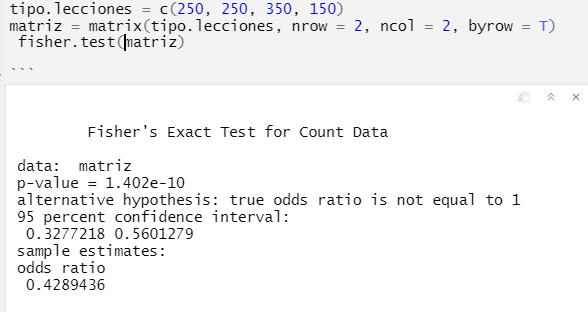 tipo.lecciones = c(250, 250, 350, 150)
matriz = matrix(tipo.lecciones, nrow = 2, ncol = 2, byrow = T)
fisher.test(matriz)
```
Fisher's Exact Test for Count Data
data:  matriz
p-value = 1.402e-10
alternative hypothesis: true odds ratio is not equal to 1
95 percent confidence interval:
0.3277218 0.5601279
sample estimates:
odds ratio
0.4289436